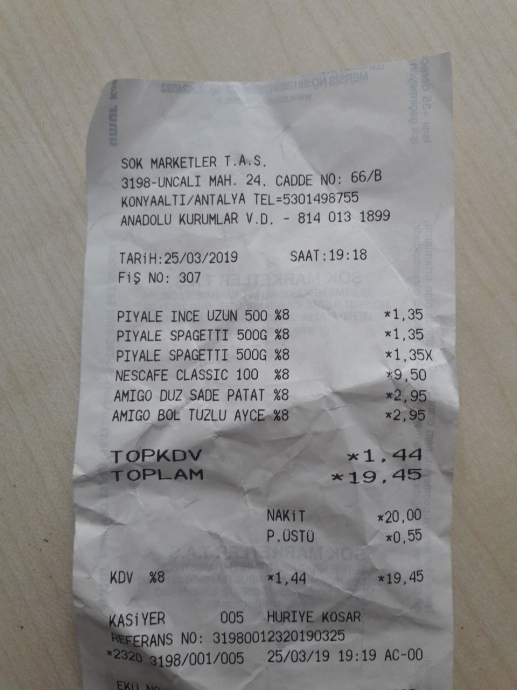 SOK MARKETLER T.A.S.
3198-UNCALI MAH. 24. CADDE NO: 66/B
KONYAALTI/ANTALYA TEL=5301498755
ANADOLU KURUMLAR V.D. - 814 013 1899
TARİH:25/03/2019 SAAT:19:18
FİŞ NO: 307
PIYALE INCE UZUN 500 %8 *1,35
PIYALE SPAGETTI 500G %8 *1,35
PIYALE SPAGETTI 500G %8 *1,35X
NESCAFE CLASSIC 100 %8 *9,50
AMIGO DUZ SADE PATAT %8 *2,95
AMIGO BOL TUZLU AYCE %8 *2,95
TOPKDV *1,44
TOPLAM *19,45
NAKİT *20,00
P.ÜSTÜ *0,55
KDV %8 *1,44 *19,45
KASİYER 005 HURIYE KOSAR
REFERANS NO: 31980012320190325
*2320 3198/001/005 25/03/19 19:19 AC-00